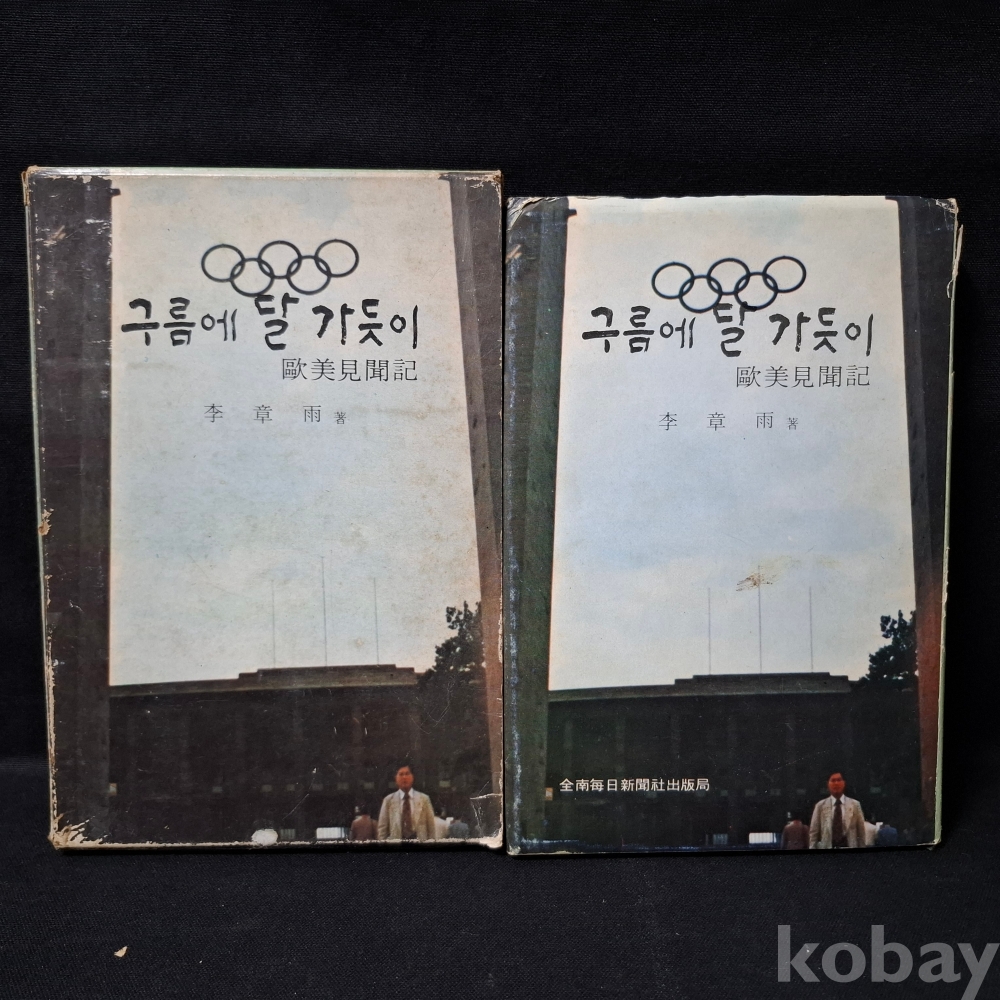 구름에 달 가듯이
歐美見聞記
李章雨 著
구름에 달 가듯이
歐美見聞記
李章雨 著
全南每日新聞社出版局
kobay